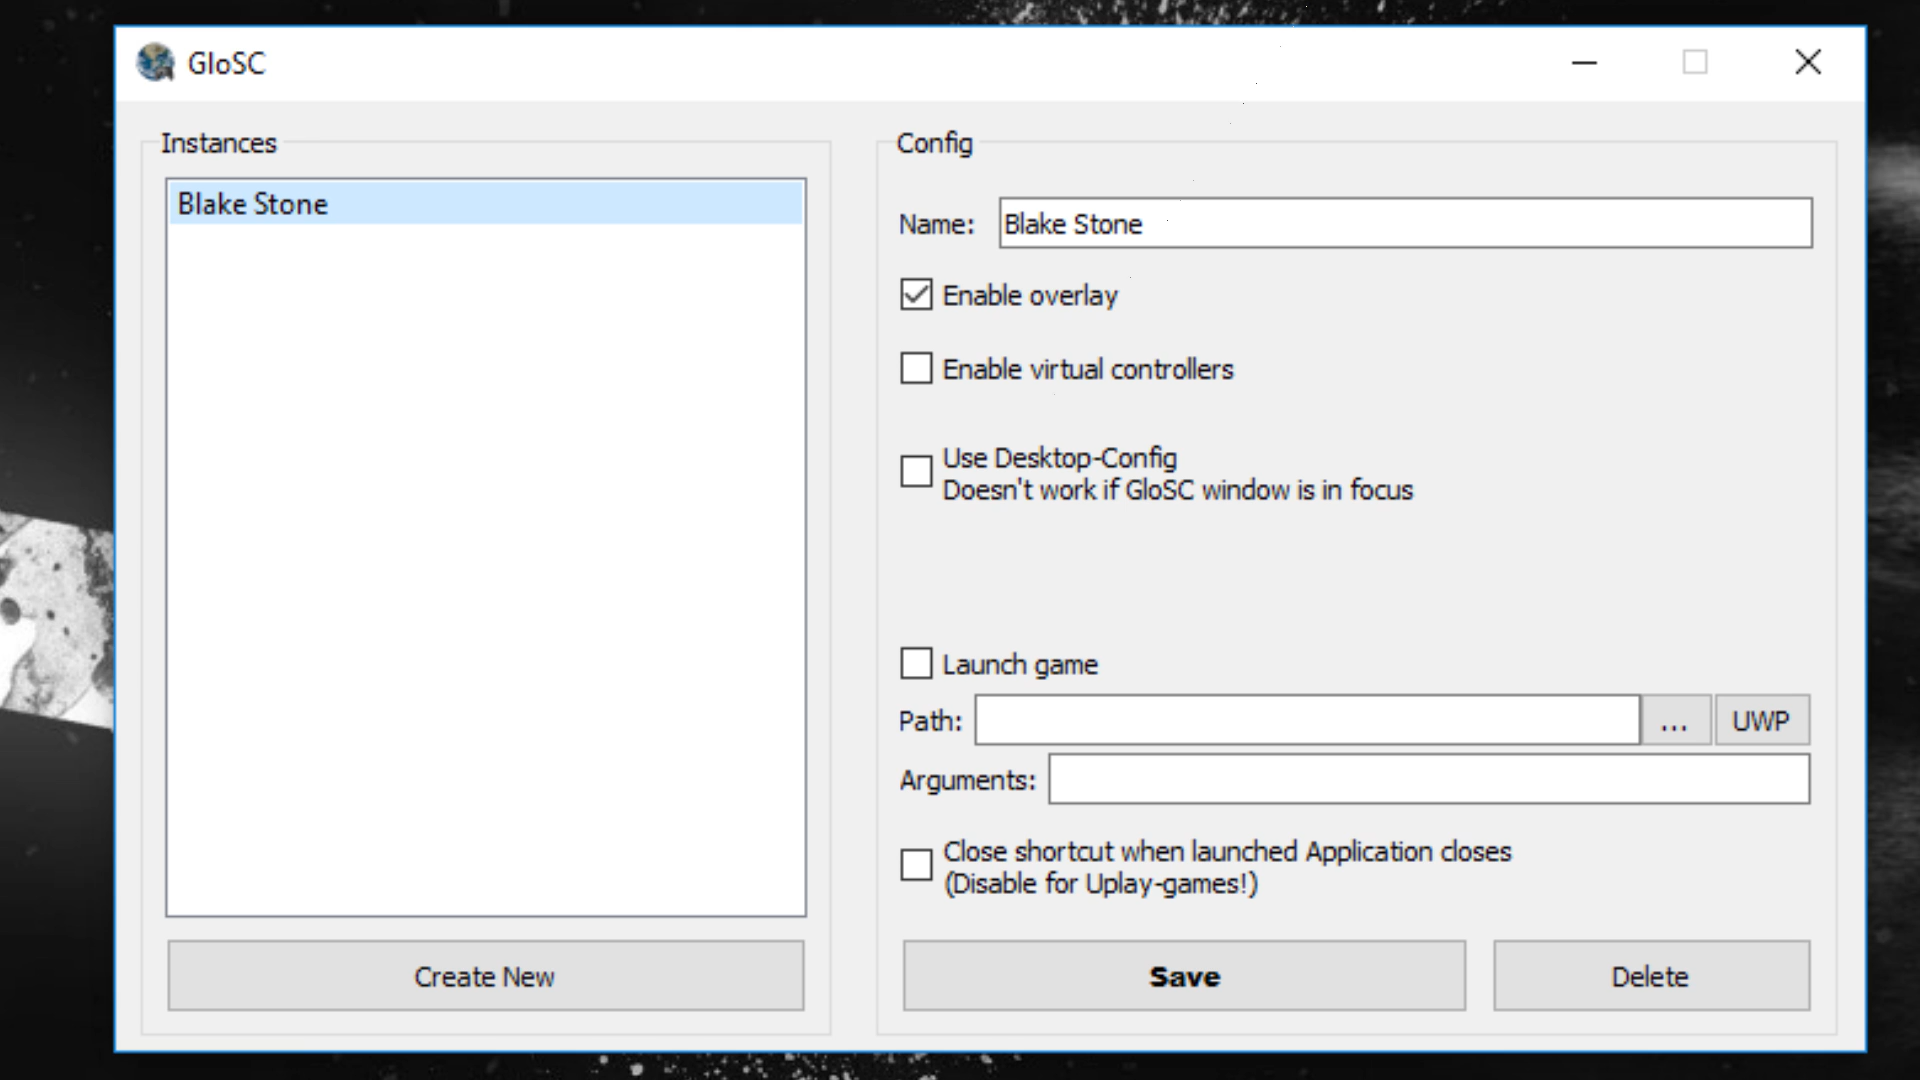 GloSC
Instances
Blake Stone
Create New
Config
Name: Blake Stone
Enable overlay
Enable virtual controllers
Use Desktop-Config
Doesn't work if GloSC window is in focus
Launch game
Path: ... UWP
Arguments:
Close shortcut when launched Application closes
(Disable for Uplay-games!)
Save Delete